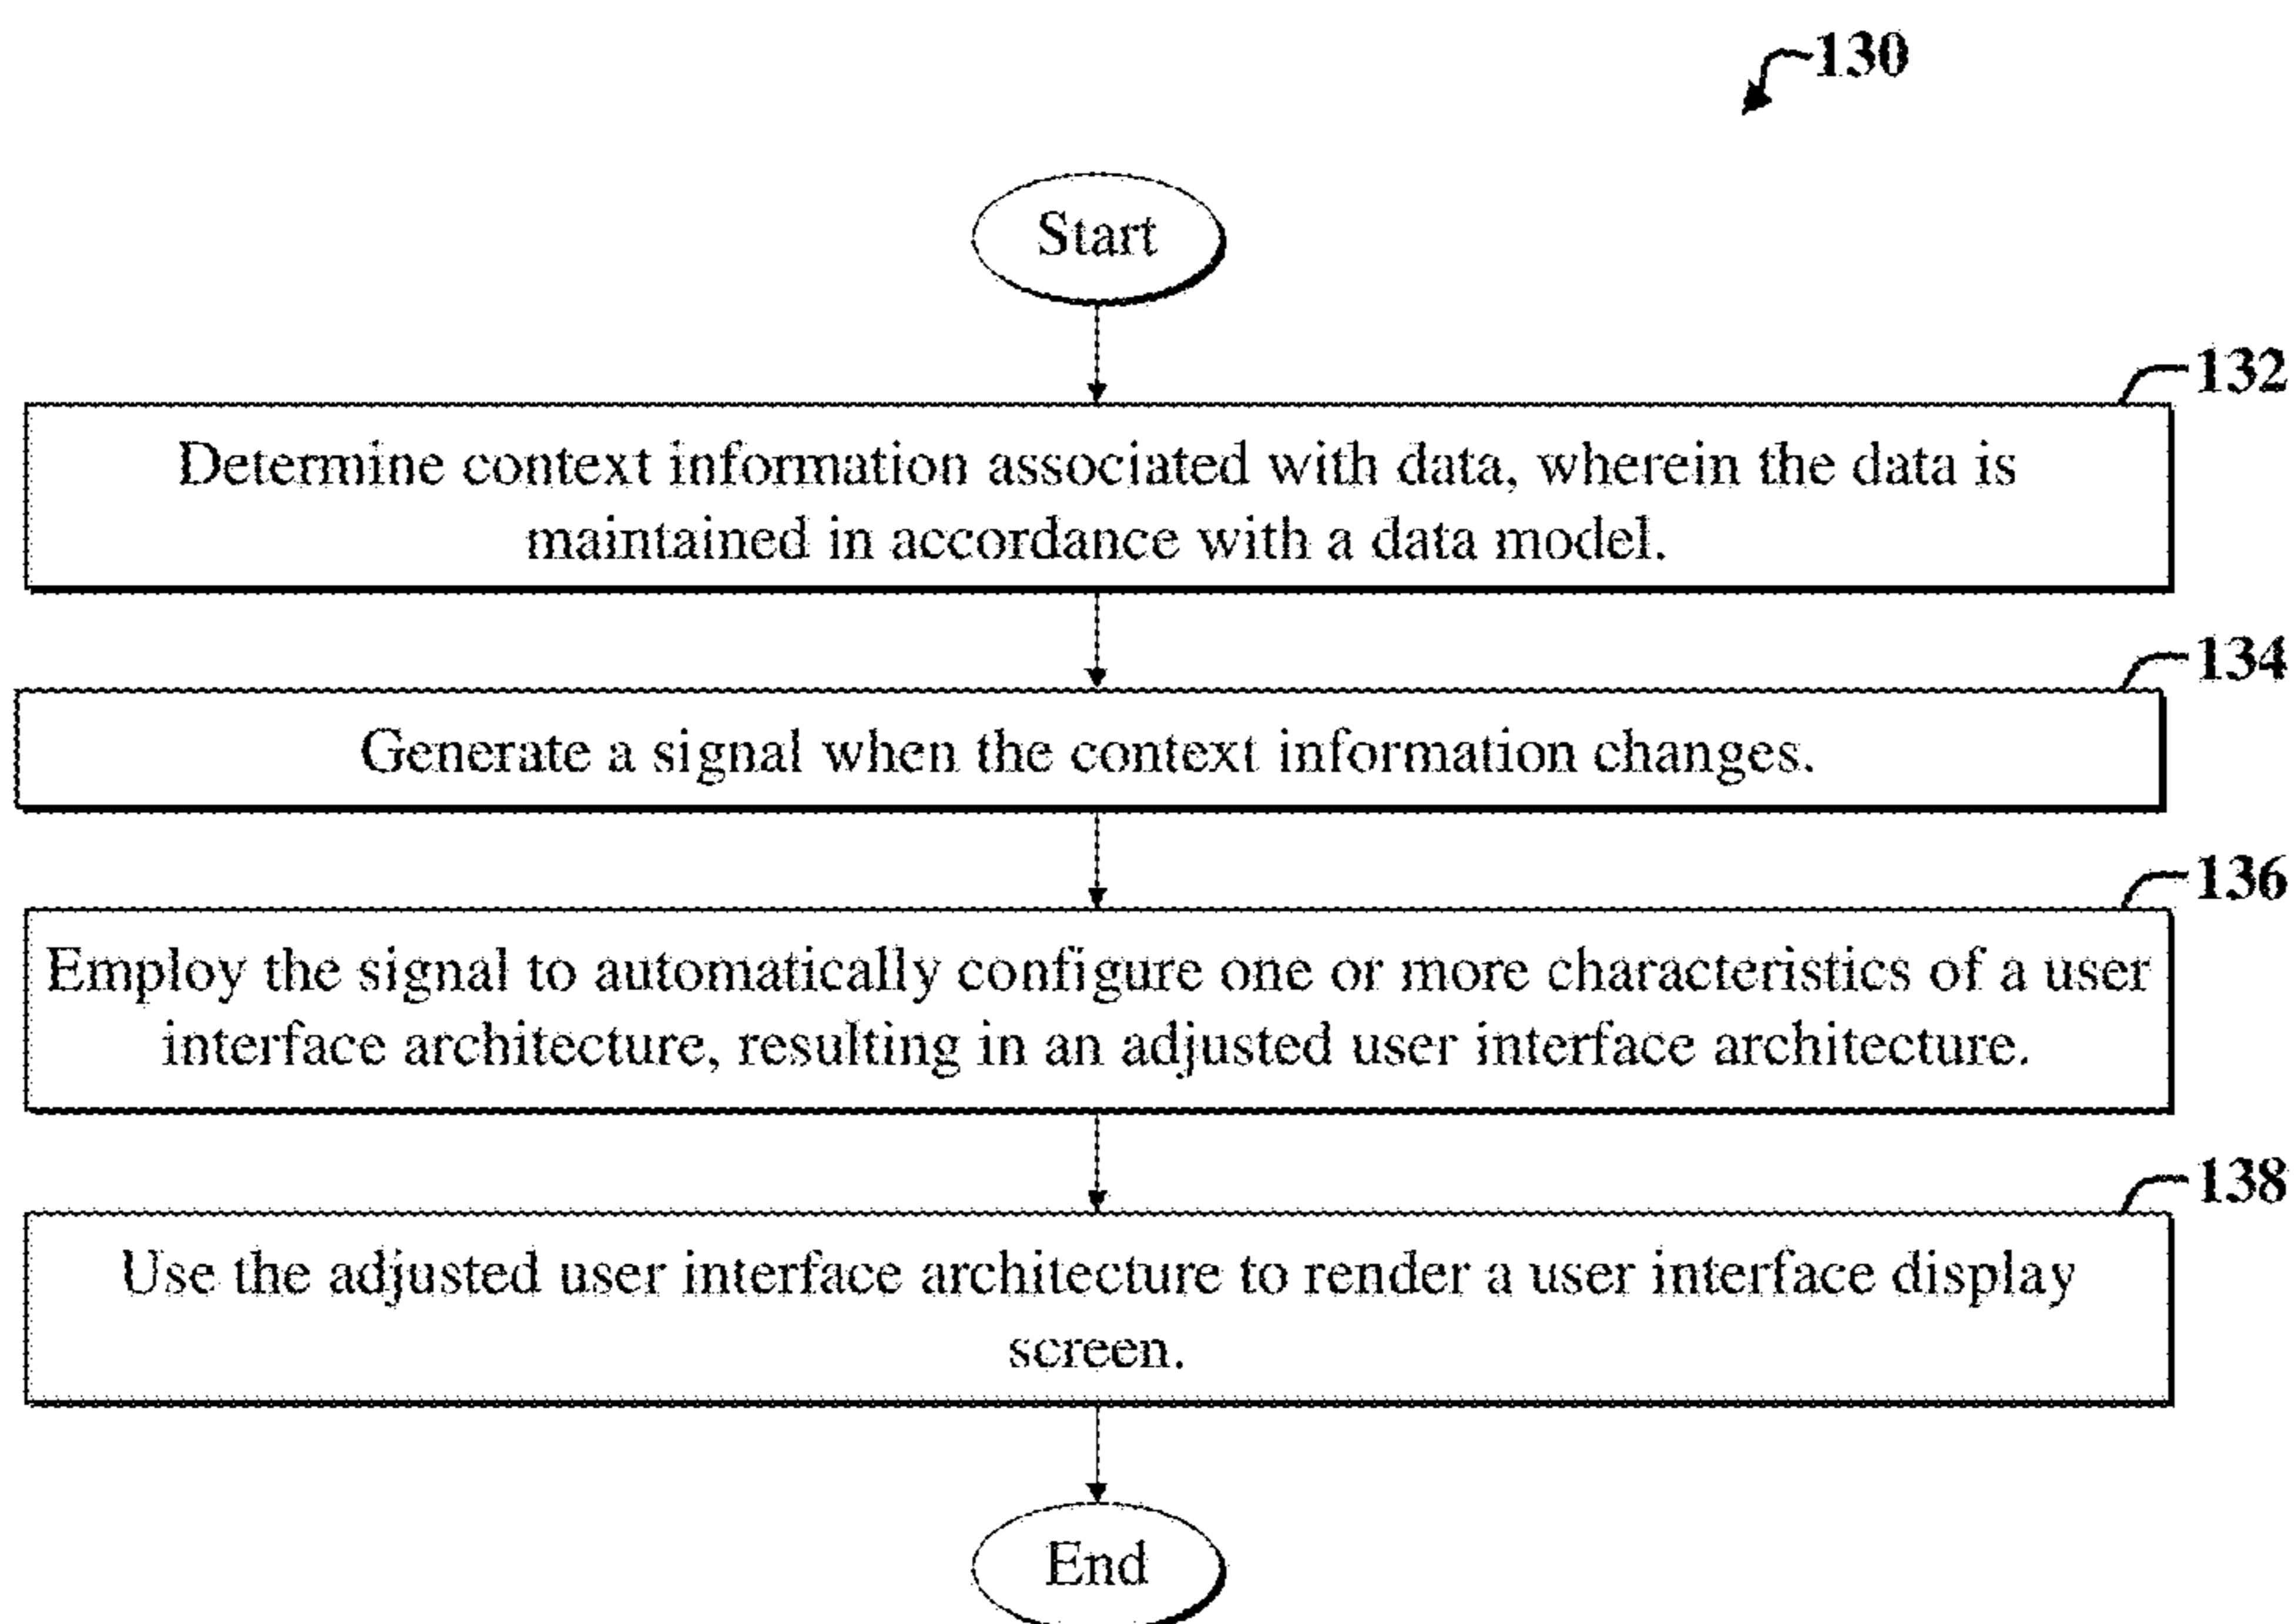 130
Start
132
Determine context information associated with data, wherein the data is
maintained in accordance with a data model.
134
Generate a signal when the context information changes.
136
Employ the signal to automatically configure one or more characteristics of a user
interface architecture, resulting in an adjusted user interface architecture.
138
Use the adjusted user interface architecture to render a user interface display
screen.
End